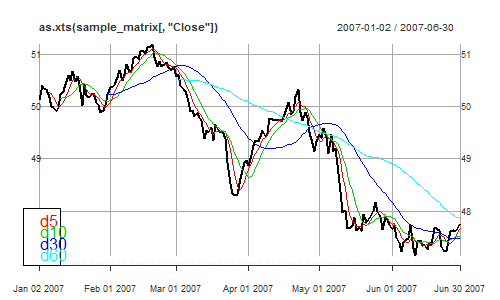 as.xts(sample_matrix[, "Close"]) 2007-01-02 / 2007-06-30
51 51
50 50
49 49
48 48
d5
d10
d30
d60
Jan 02 2007 Feb 01 2007 Mar 01 2007 Apr 01 2007 May 01 2007 Jun 01 2007 Jun 30 2007